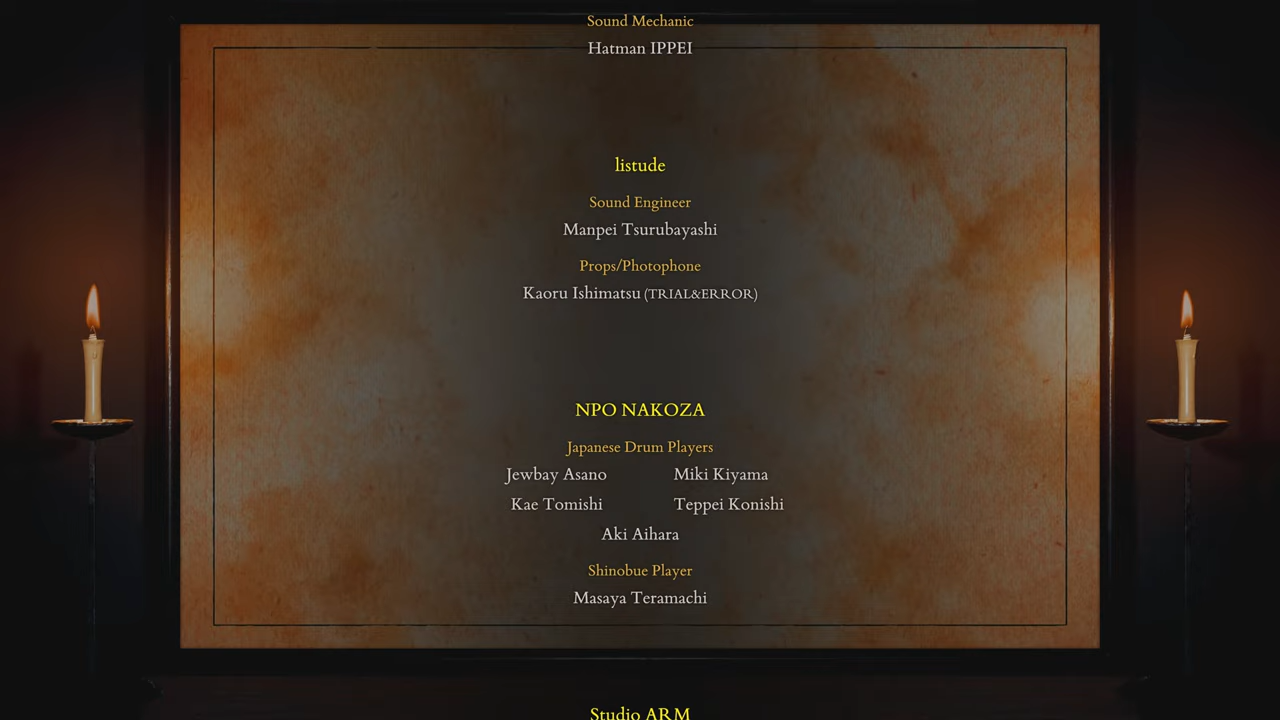 Sound Mechanic
Hatman IPPEI
listude
Sound Engineer
Manpei Tsurubayashi
Props/Photophone
Kaoru Ishimatsu (TRIAL&ERROR)
NPO NAKOZA
Japanese Drum Players
Jewbay Asano Miki Kiyama
Kae Tomishi Teppei Konishi
Aki Aihara
Shinobue Player
Masaya Teramachi
Studio ARM